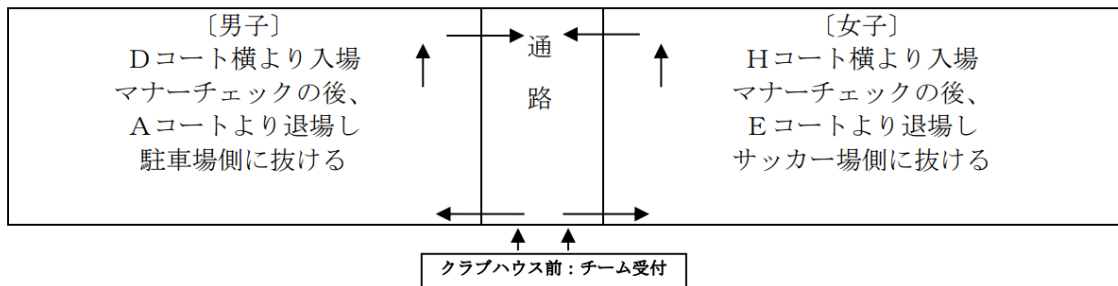 〔男子〕
Ｄコート横より入場
マナーチェックの後、
Ａコートより退場し
駐車場側に抜ける
通
路
〔女子〕
Ｈコート横より入場
マナーチェックの後、
Ｅコートより退場し
サッカー場側に抜ける
クラブハウス前：チーム受付